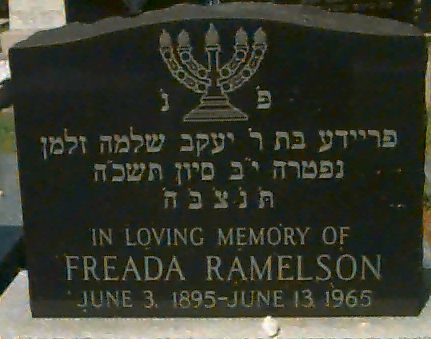 פ נ
פריידע בת ר׳ יעקב שלמה זלמן
נפטרה י״ב סיון תשכ״ה
ת נ צ ב ה
IN LOVING MEMORY OF
FREADA RAMELSON
JUNE 3, 1895-JUNE 13, 1965